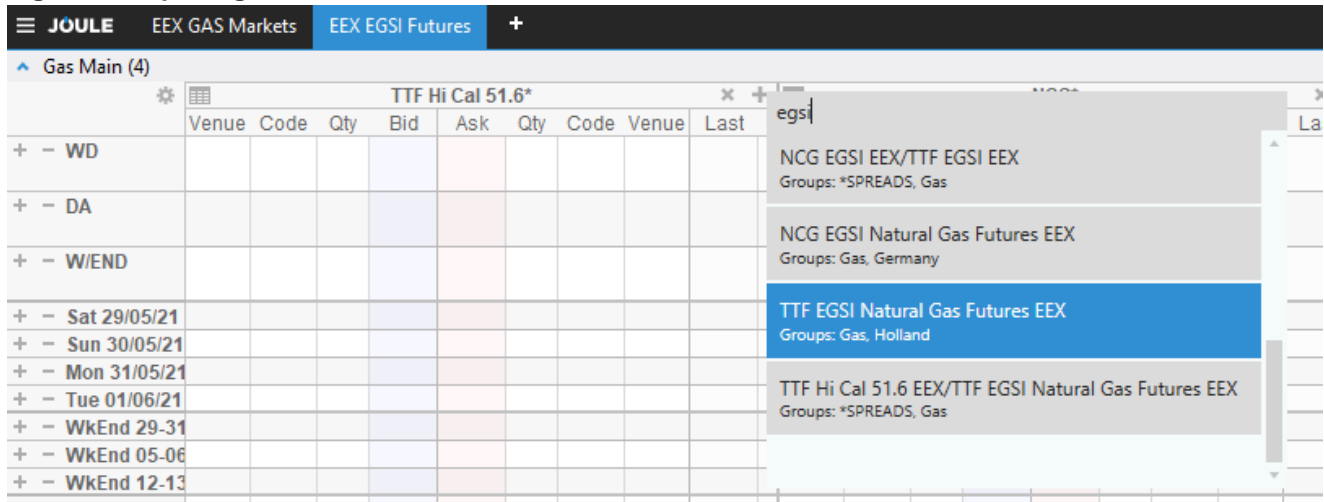 JOULE EEX GAS Markets EEX EGSI Futures +
Gas Main (4)
TTF Hi Cal 51.6*
Venue Code Qty Bid Ask Qty Code Venue Last
egsi
NCG EGSI EEX/TTF EGSI EEX
Groups: *SPREADS, Gas
NCG EGSI Natural Gas Futures EEX
Groups: Gas, Germany
TTF EGSI Natural Gas Futures EEX
Groups: Gas, Holland
TTF Hi Cal 51.6 EEX/TTF EGSI Natural Gas Futures EEX
Groups: *SPREADS, Gas
La
+ − WD
+ − DA
+ − W/END
+ − Sat 29/05/21
+ − Sun 30/05/21
+ − Mon 31/05/21
+ − Tue 01/06/21
+ − WkEnd 29-31
+ − WkEnd 05-06
+ − WkEnd 12-13